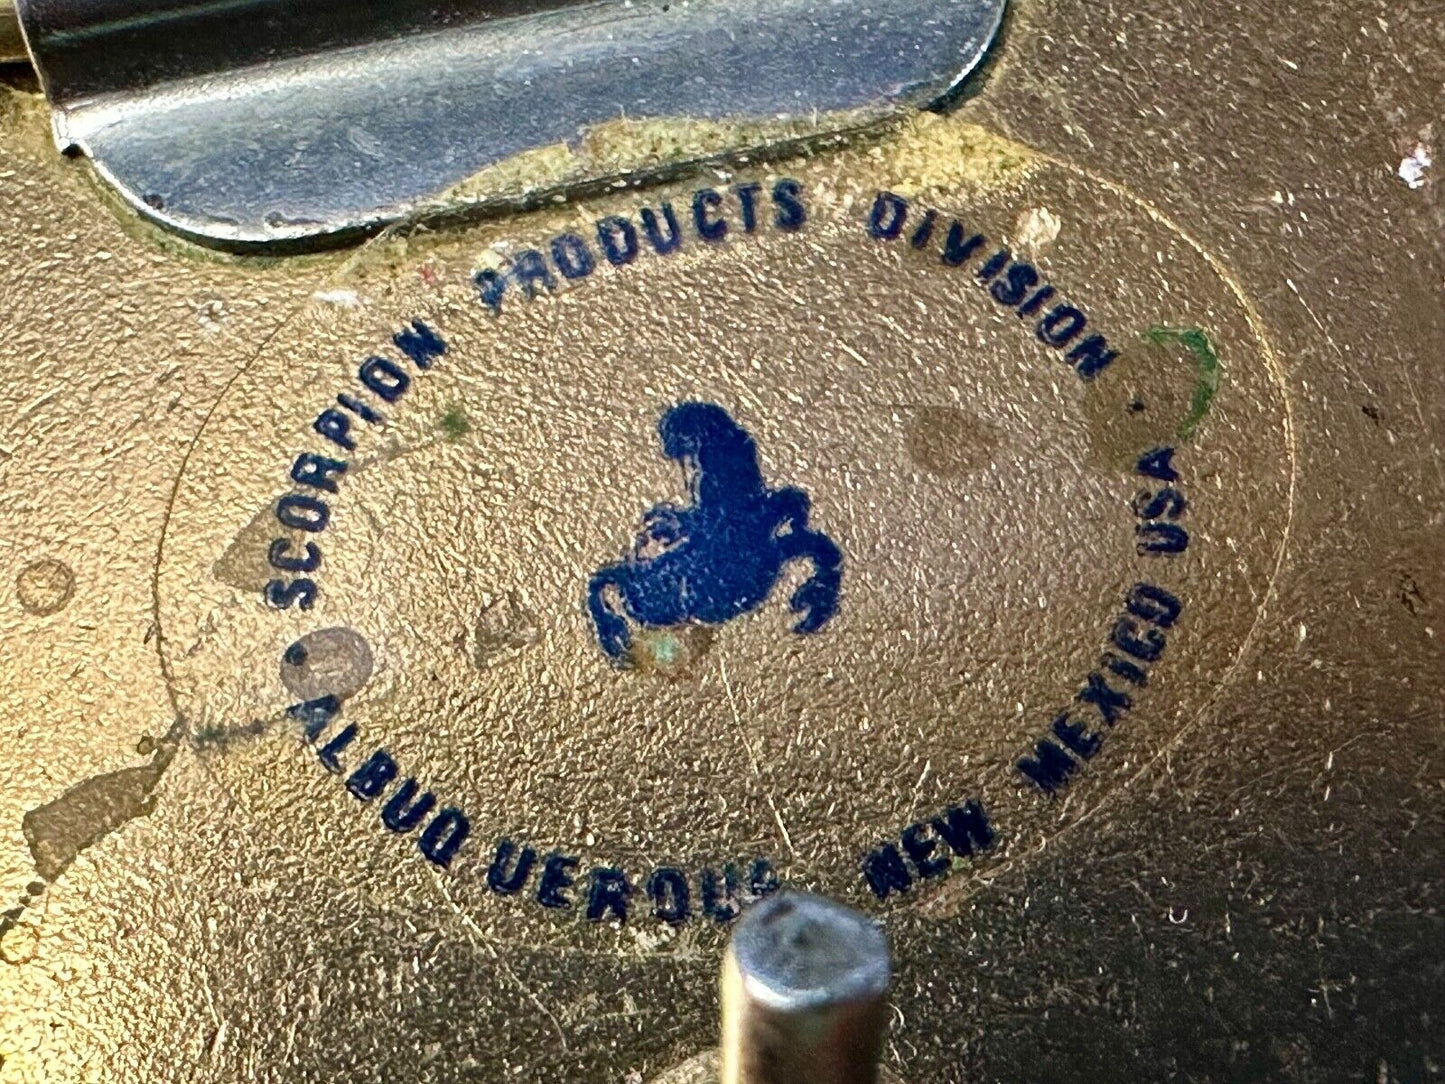 SCORPION PRODUCTS DIVISION
ALBUQUERQUE NEW MEXICO USA